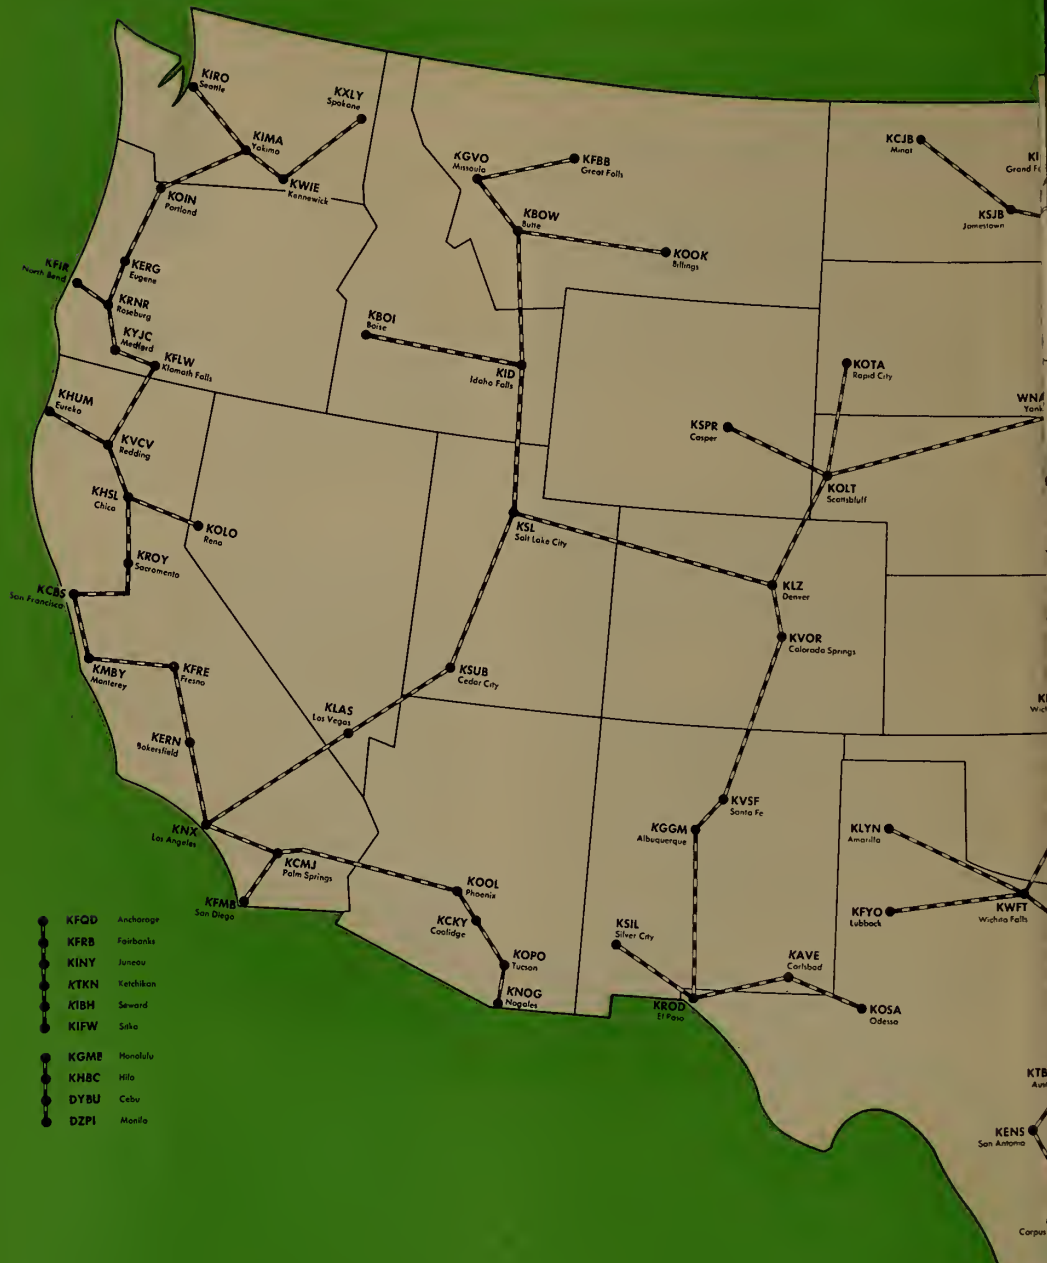 KIRO
Seattle
KXLY
Spokane
KIMA
Yakima
KWIE
Kennewick
KOIN
Portland
KGVO
Missoula
KFBB
Great Falls
KBOW
Butte
KOOK
Billings
KCJB
Minot
Grand
KSJB
Jamestown
KFIR
North Bend
KERG
Eugene
KRNR
Roseburg
KYJC
Medford
KFLW
Klamath Falls
KBOI
Boise
KID
Idaho Falls
KOTA
Rapid City
WNA
Yank
KSPR
Casper
KOLT
Scottsbluff
KHUM
Eureka
KVCV
Redding
KHSL
Chico
KOLO
Reno
KROY
Sacramento
KCBS
San Francisco
KSL
Salt Lake City
KLZ
Denver
KVOR
Colorado Springs
KMBY
Monterey
KFRE
Fresno
KSUB
Cedar City
KLAS
Las Vegas
KERN
Bakersfield
KNX
Los Angeles
KCMJ
Palm Springs
KFMB
San Diego
KOOL
Phoenix
KCKY
Coolidge
KOPO
Tucson
KNOG
Nogales
KVSF
Santa Fe
KGGM
Albuquerque
KSIL
Silver City
KROD
El Paso
KAVE
Carlsbad
KOSA
Odessa
KLYN
Amarillo
KFYO
Lubbock
KWFT
Wichita Falls
KTB
KENS
San Antonio
Corpus
KFQD Anchorage
KFRB Fairbanks
KINY Juneau
KTKN Ketchikan
KIBH Seward
KIFW Sitka
KGMB Honolulu
KHBC Hilo
DYBU Cebu
DZPI Manila